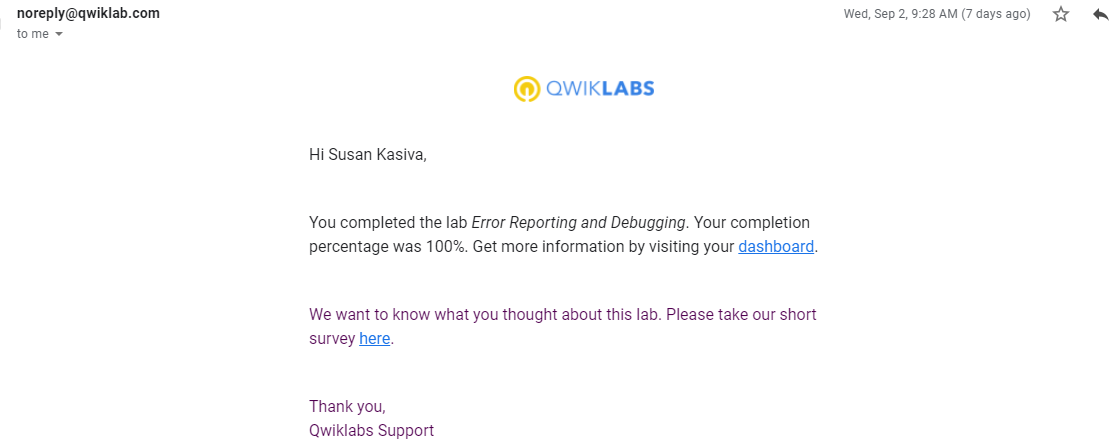 noreply@qwiklab.com
Wed, Sep 2, 9:28 AM (7 days ago)
to me
QWIKLABS
Hi Susan Kasiva,
You completed the lab Error Reporting and Debugging. Your completion
percentage was 100%. Get more information by visiting your dashboard.
We want to know what you thought about this lab. Please take our short
survey here.
Thank you,
Qwiklabs Support